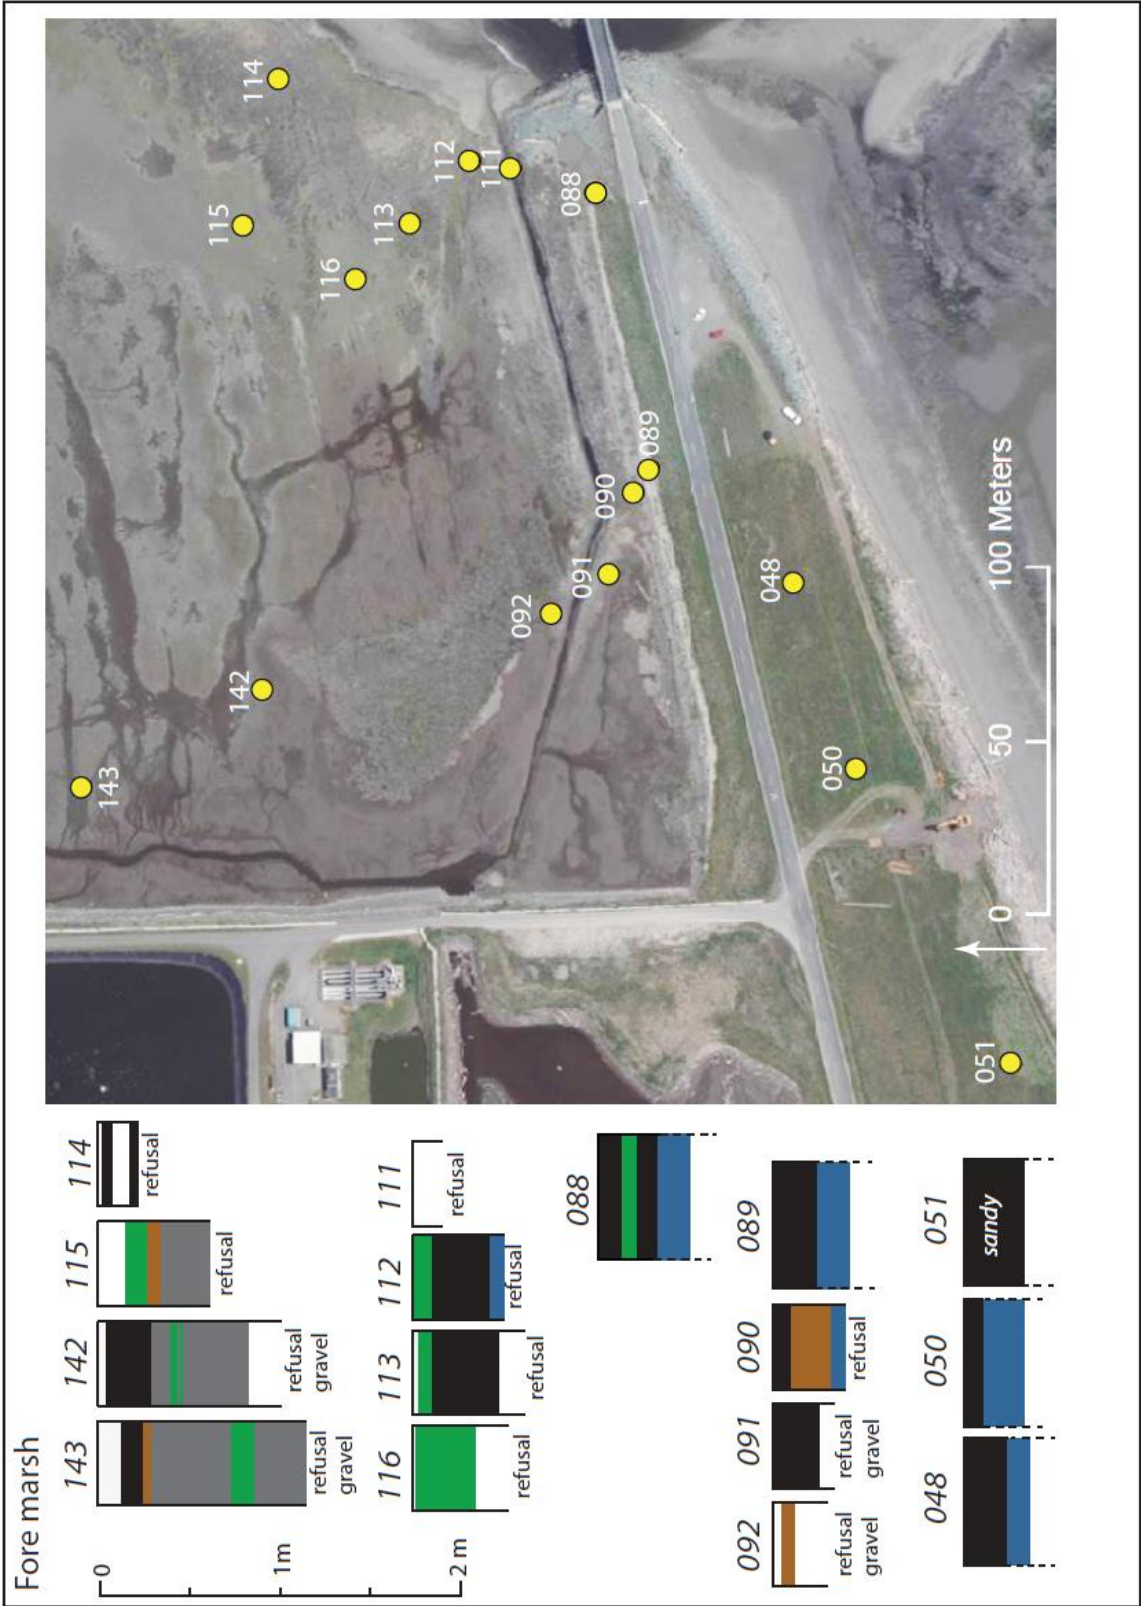 Fore marsh
0
1m
2 m
143
refusal
gravel
142
refusal
gravel
115
refusal
114
refusal
116
refusal
113
refusal
112
refusal
111
refusal
088
092
refusal
gravel
091
refusal
gravel
090
refusal
089
048
050
051
sandy
143
142
115
114
116
113
112
111
088
092
091
090
089
048
050
051
0
50
100 Meters